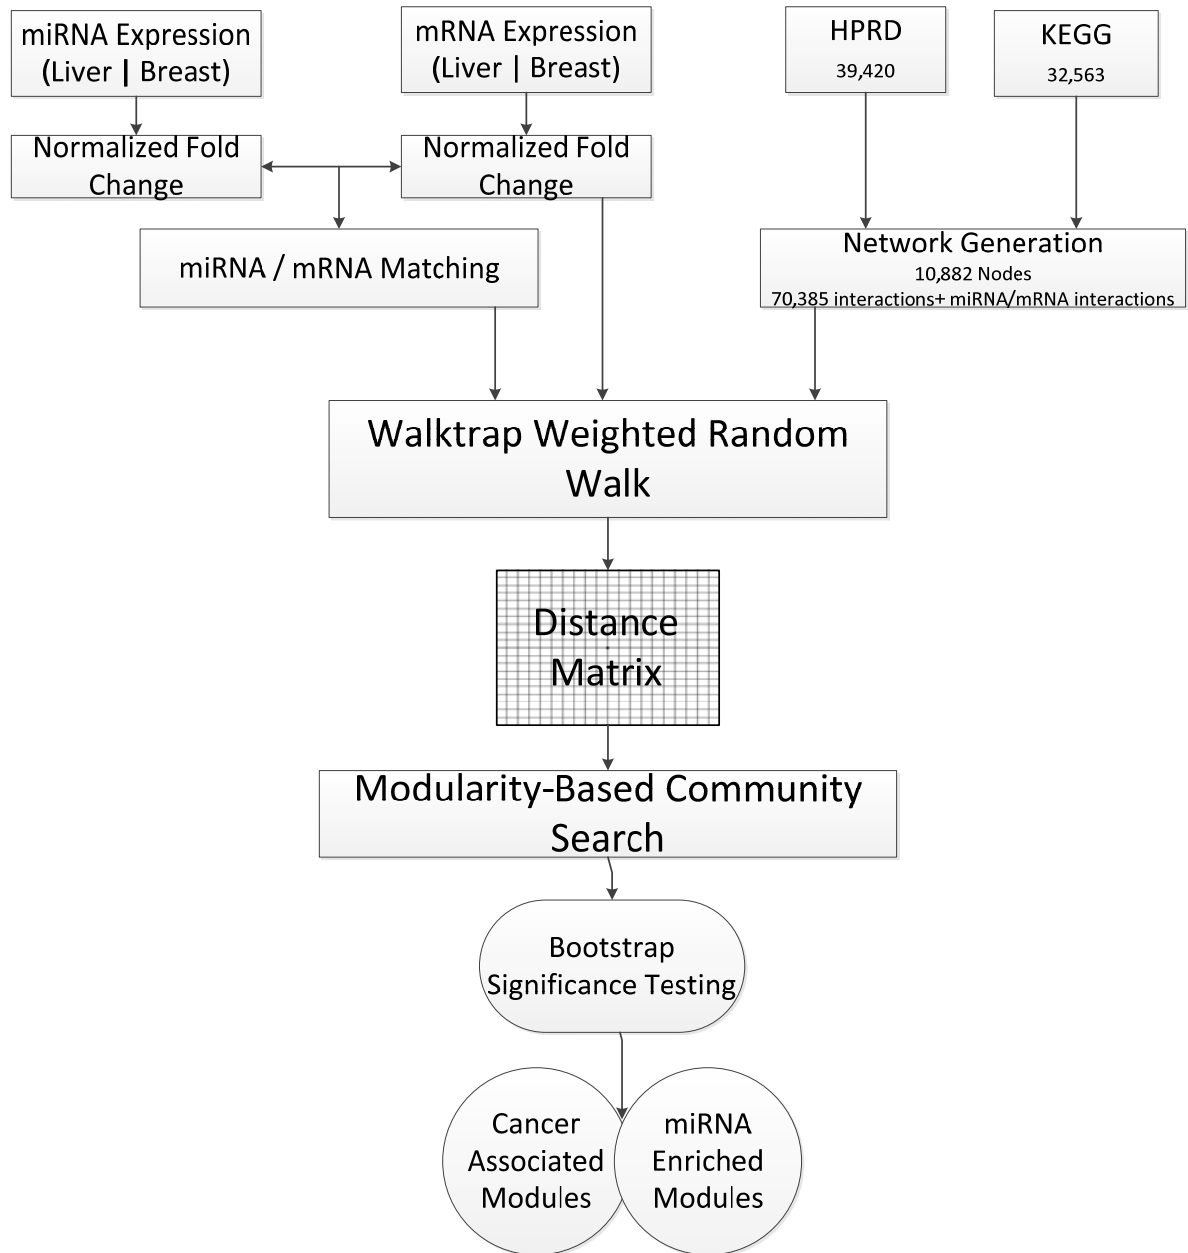 miRNA Expression
(Liver | Breast)
mRNA Expression
(Liver | Breast)
HPRD
39,420
KEGG
32,563
Normalized Fold
Change
Normalized Fold
Change
miRNA / mRNA Matching
Network Generation
10,882 Nodes
70,385 interactions+ miRNA/mRNA interactions
Walktrap Weighted Random
Walk
Distance
Matrix
Modularity-Based Community
Search
Bootstrap
Significance Testing
Cancer
Associated
Modules
miRNA
Enriched
Modules